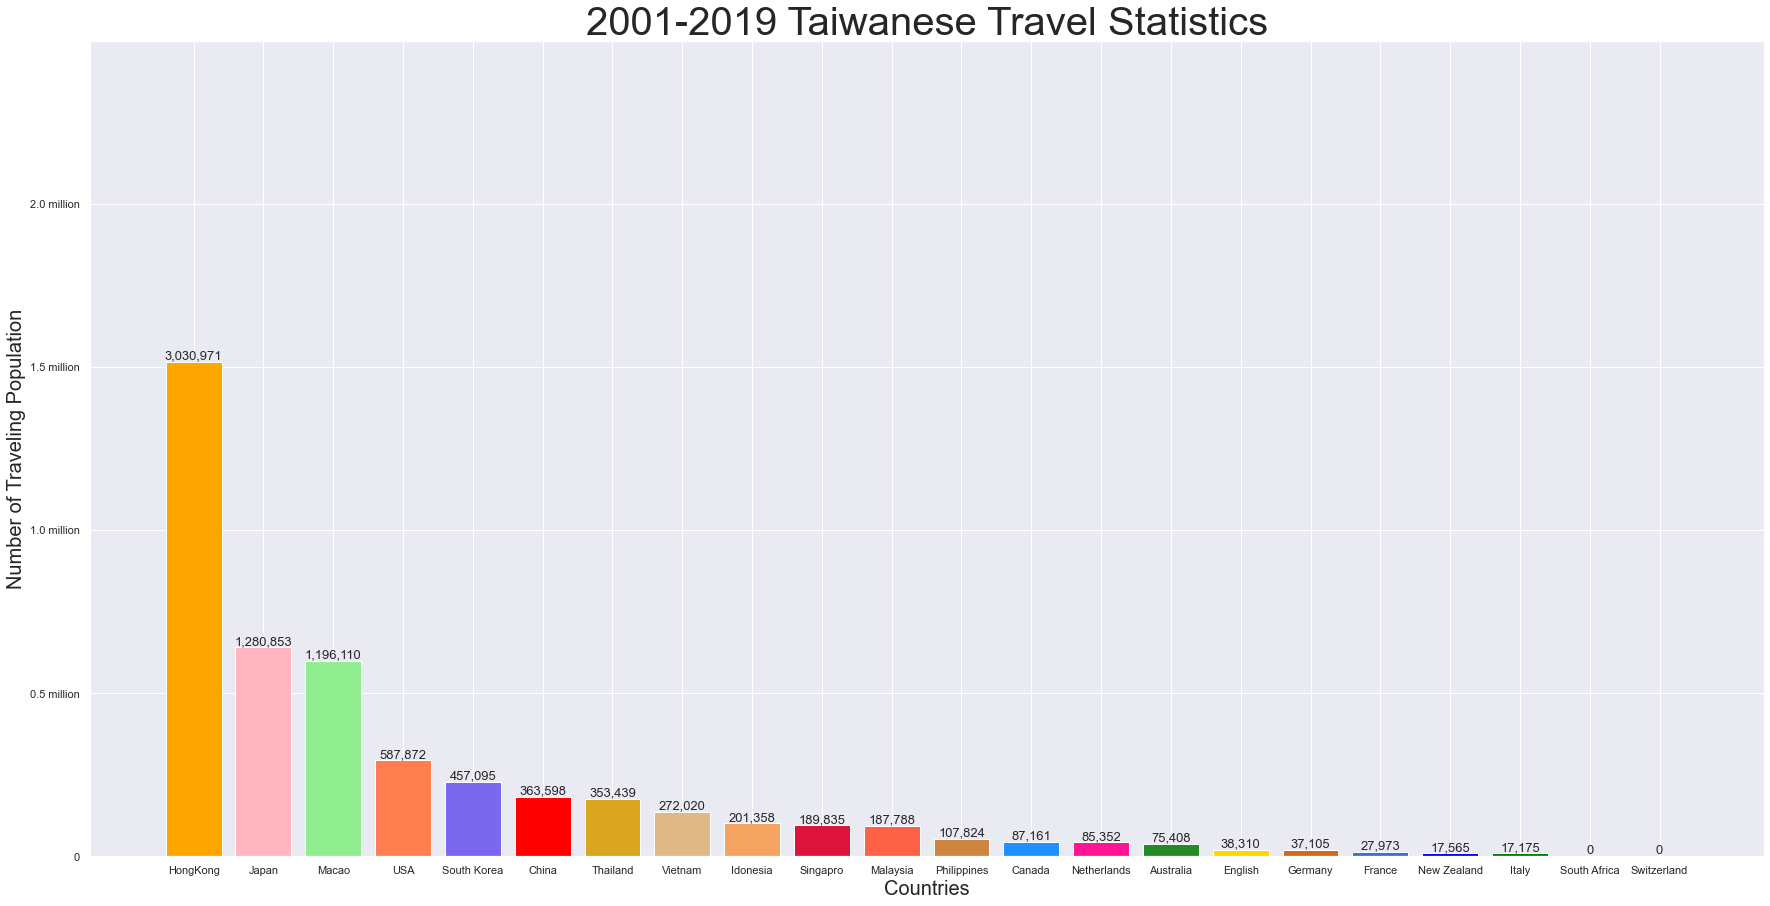 2001-2019 Taiwanese Travel Statistics
Number of Traveling Population
2.0 million
1.5 million
1.0 million
0.5 million
0
3,030,971
1,280,853
1,196,110
587,872
457,095
363,598
353,439
272,020
201,358
189,835
187,788
107,824
87,161
85,352
75,408
38,310
37,105
27,973
17,565
17,175
0
0
HongKong
Japan
Macao
USA
South Korea
China
Thailand
Vietnam
Idonesia
Singapro
Malaysia
Philippines
Canada
Netherlands
Australia
English
Germany
France
New Zealand
Italy
South Africa
Switzerland
Countries